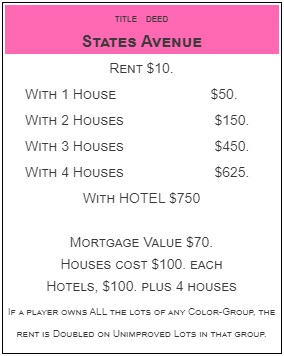 TITLE DEED
STATES AVENUE
RENT $10.
WITH 1 HOUSE $50.
WITH 2 HOUSES $150.
WITH 3 HOUSES $450.
WITH 4 HOUSES $625.
WITH HOTEL $750
MORTGAGE VALUE $70.
HOUSES COST $100. EACH
HOTELS, $100. PLUS 4 HOUSES
IF A PLAYER OWNS ALL THE LOTS OF ANY COLOR-GROUP, THE
RENT IS DOUBLED ON UNIMPROVED LOTS IN THAT GROUP.